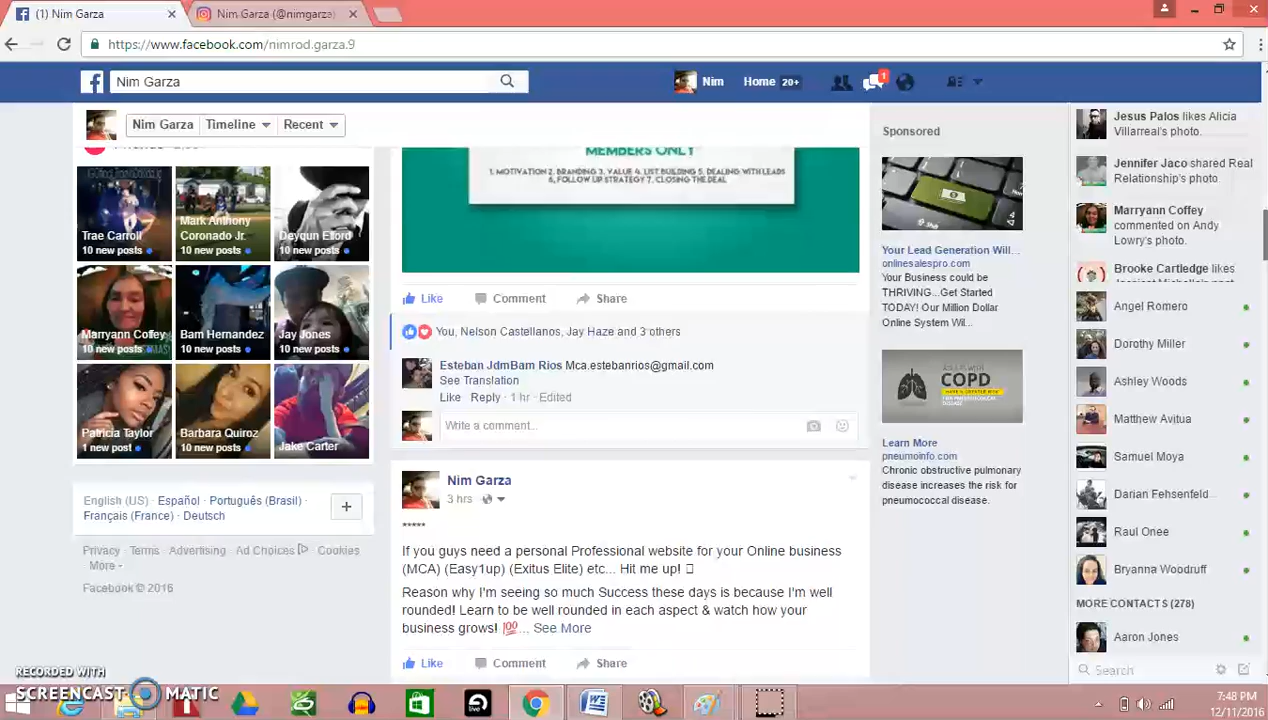 (1) Nim Garza
Nim Garza (@nimgarza)
https://www.facebook.com/nimrod.garza.9
Nim Garza
Nim
Home 20+
1
Nim Garza
Timeline
Recent
Trae Carroll
10 new posts
Mark Anthony
Coronado Jr.
10 new posts
Deyqun Elford
10 new posts
Marryann Coffey
10 new posts
Bam Hernandez
10 new posts
Jay Jones
10 new posts
Patricia Taylor
1 new post
Barbara Quiroz
10 new posts
Jake Carter
English (US) · Español · Português (Brasil) ·
Français (France) · Deutsch
Privacy · Terms · Advertising · Ad Choices · Cookies
More
Facebook © 2016
MEMBERS ONLY
1. MOTIVATION 2. BRANDING 3. VALUE 4. LIST BUILDING 5. DEALING WITH LEADS
6, FOLLOW UP STRATEGY 7, CLOSING THE DEAL
Like Comment Share
You, Nelson Castellanos, Jay Haze and 3 others
Esteban JdmBam Rios Mca.estebanrios@gmail.com
See Translation
Like · Reply · 1 hr · Edited
Write a comment...
Nim Garza
3 hrs ·
*****
If you guys need a personal Professional website for your Online business
(MCA) (Easy1up) (Exitus Elite) etc... Hit me up!
Reason why I'm seeing so much Success these days is because I'm well
rounded! Learn to be well rounded in each aspect & watch how your
business grows! 💯... See More
Like Comment Share
Sponsored
Your Lead Generation Will...
onlinesalespro.com
Your Business could be
THRIVING...Get Started
TODAY! Our Million Dollar
Online System Wil...
COPD
Learn More
pneumoinfo.com
Chronic obstructive pulmonary
disease increases the risk for
pneumococcal disease.
Jesus Palos likes Alicia
Villarreal's photo.
Jennifer Jaco shared Real
Relationship's photo.
Marryann Coffey
commented on Andy
Lowry's photo.
Brooke Cartledge likes
Angel Romero
Dorothy Miller
Ashley Woods
Matthew Avitua
Samuel Moya
Darian Fehsenfeld...
Raul Onee
Bryanna Woodruff
MORE CONTACTS (278)
Aaron Jones
Search
RECORDED WITH
SCREENCAST MATIC
7:48 PM
12/11/2016